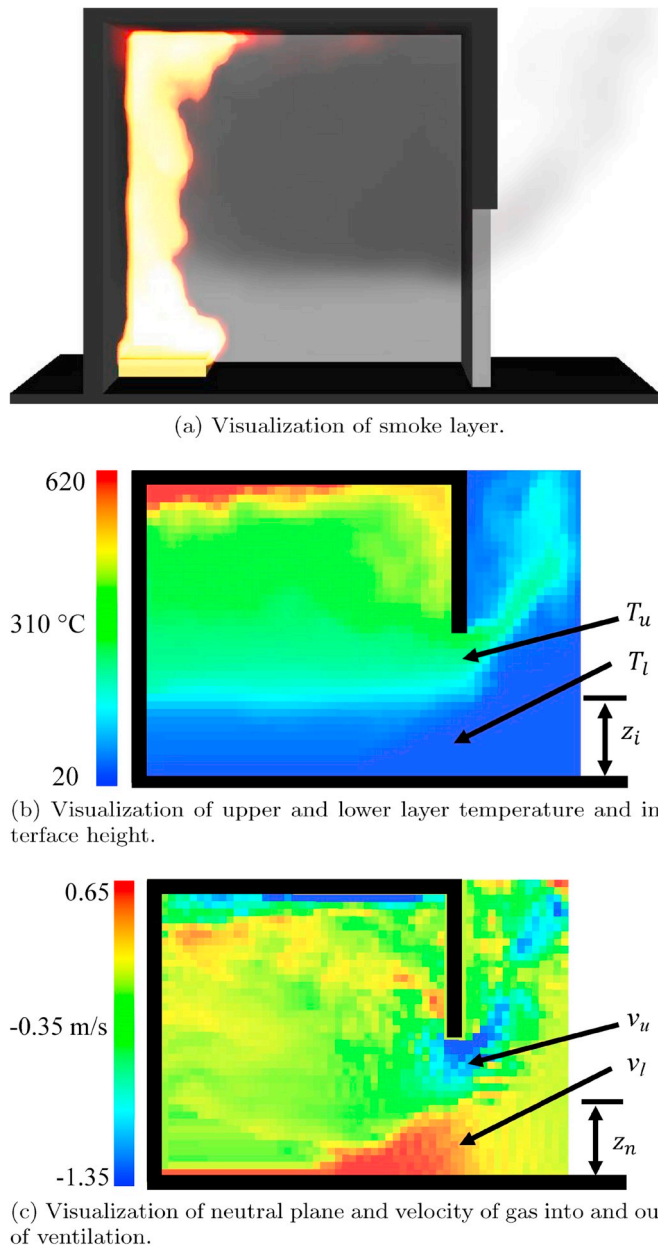 (a) Visualization of smoke layer.
620
310 °C
20
T_u
T_l
z_i
(b) Visualization of upper and lower layer temperature and in
terface height.
0.65
-0.35 m/s
-1.35
v_u
v_l
z_n
(c) Visualization of neutral plane and velocity of gas into and ou
of ventilation.